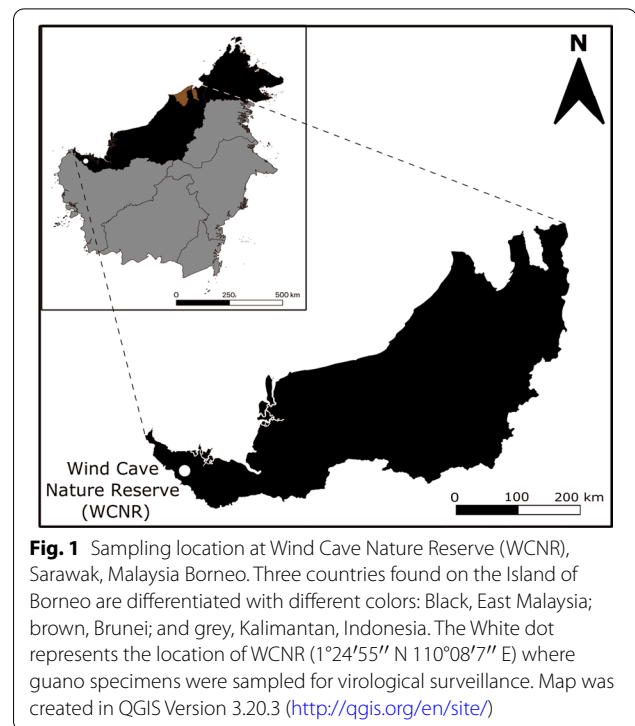 N
0 250 500 km
Wind Cave
Nature Reserve
(WCNR)
0 100 200 km
Fig. 1 Sampling location at Wind Cave Nature Reserve (WCNR),
Sarawak, Malaysia Borneo. Three countries found on the Island of
Borneo are differentiated with different colors: Black, East Malaysia;
brown, Brunei; and grey, Kalimantan, Indonesia. The White dot
represents the location of WCNR (1°24′55′′ N 110°08′7′′ E) where
guano specimens were sampled for virological surveillance. Map was
created in QGIS Version 3.20.3 (http://qgis.org/en/site/)